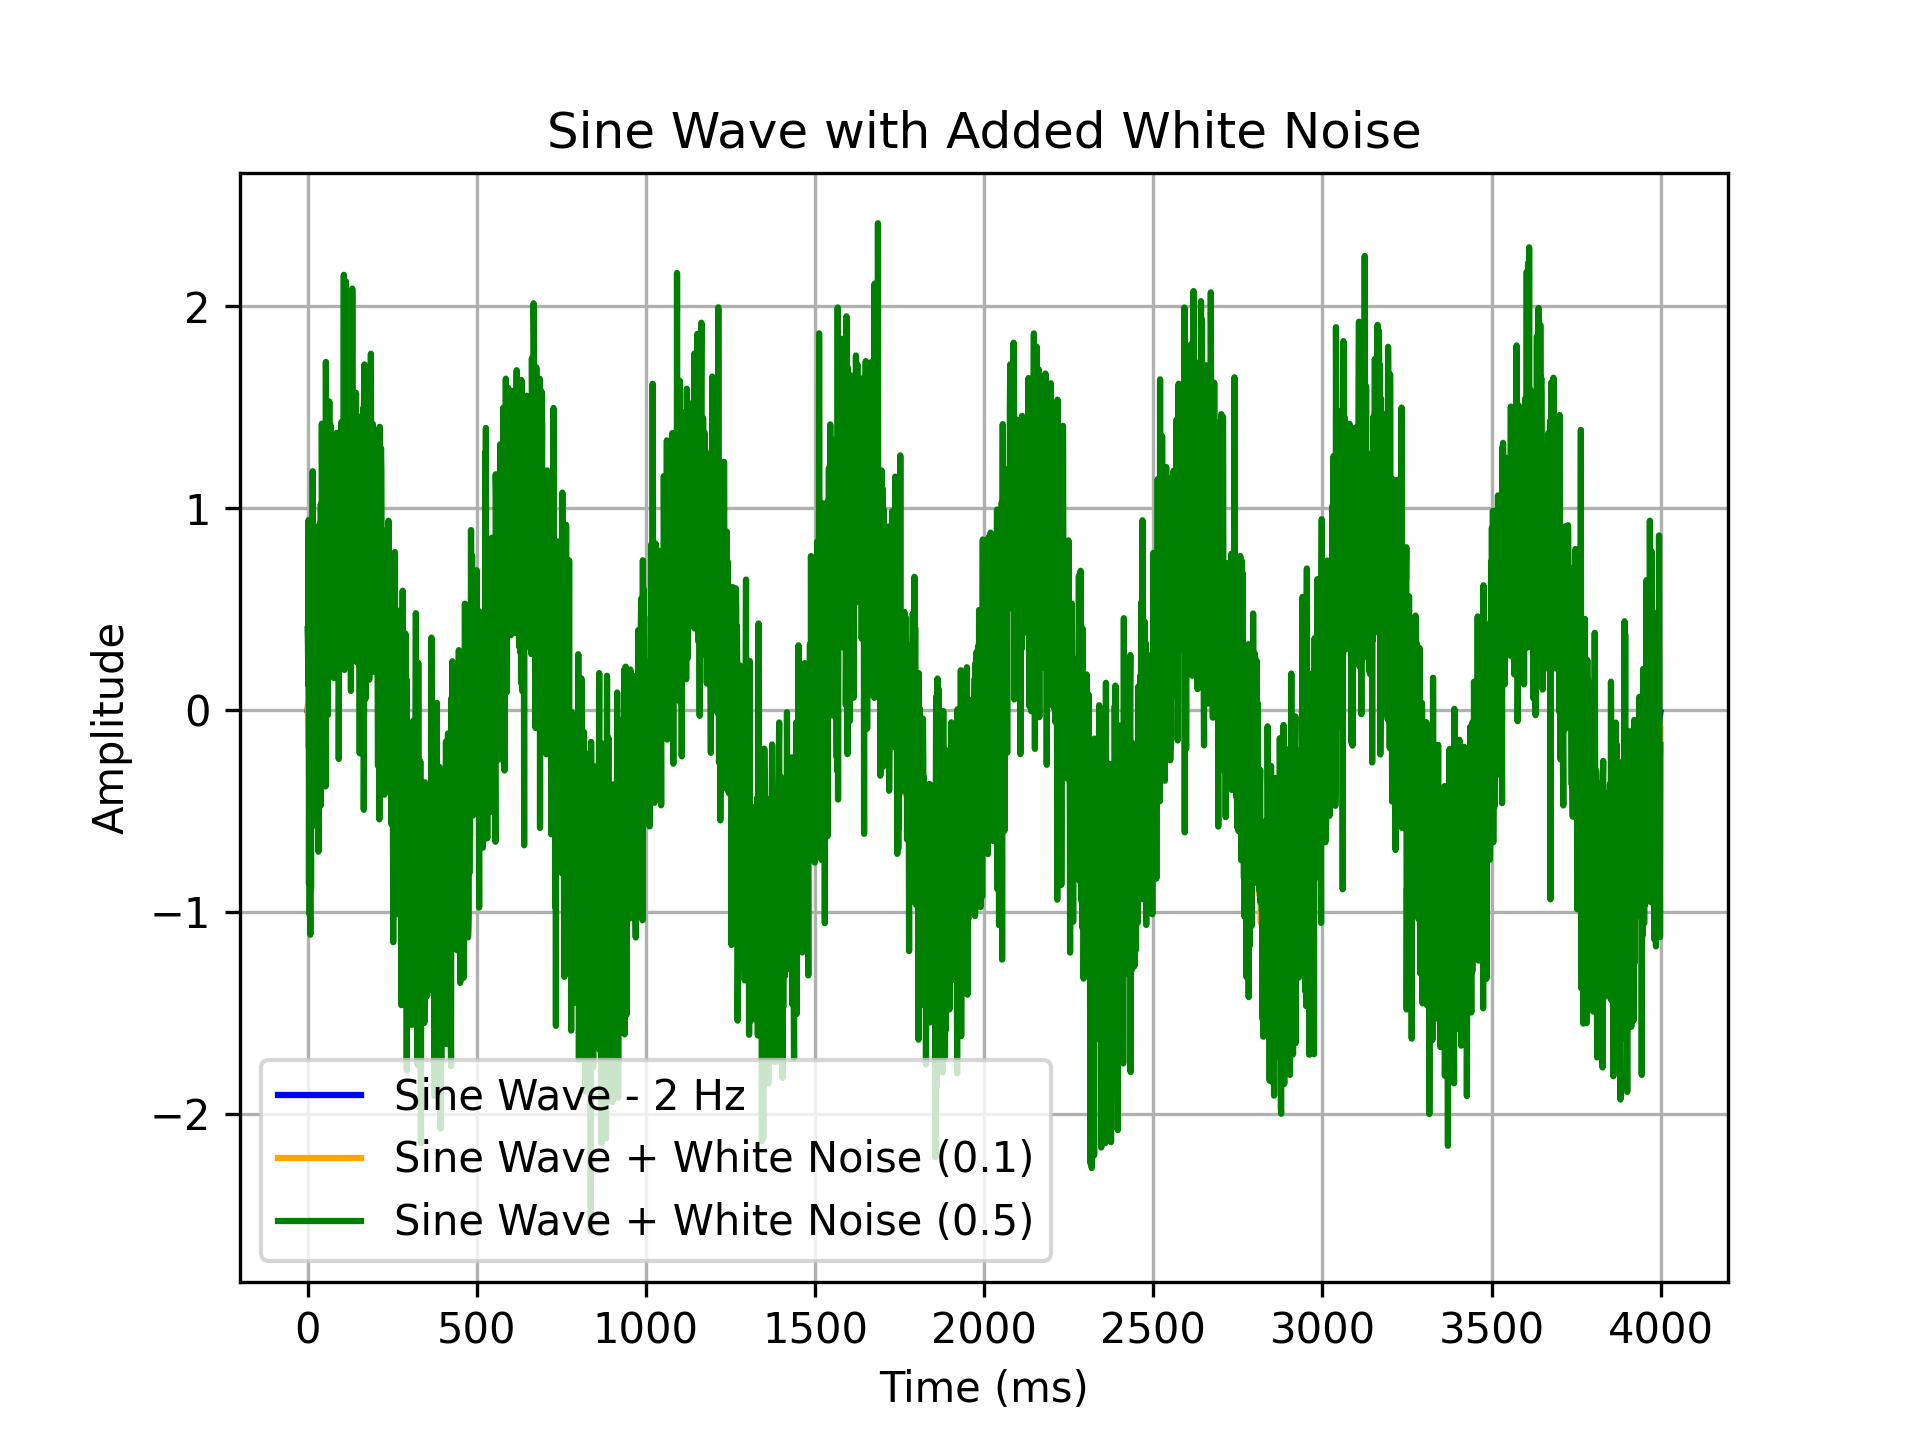 Sine Wave with Added White Noise
Amplitude
2
1
0
−1
−2
Sine Wave - 2 Hz
Sine Wave + White Noise (0.1)
Sine Wave + White Noise (0.5)
0 500 1000 1500 2000 2500 3000 3500 4000
Time (ms)